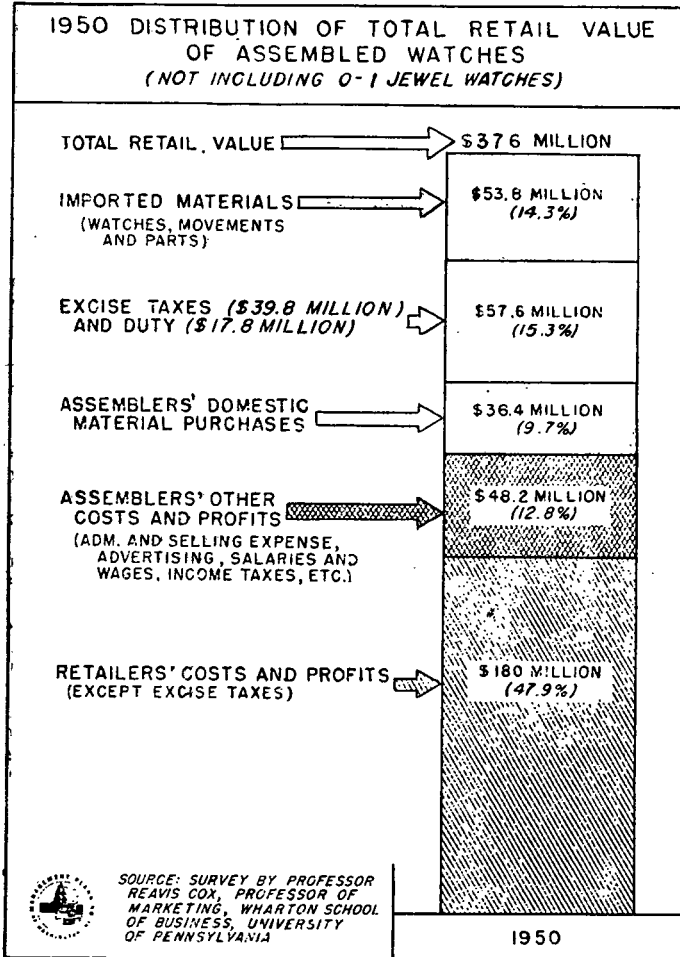 1950 DISTRIBUTION OF TOTAL RETAIL VALUE
OF ASSEMBLED WATCHES
(NOT INCLUDING 0-1 JEWEL WATCHES)
TOTAL RETAIL VALUE
$376 MILLION
IMPORTED MATERIALS
(WATCHES, MOVEMENTS
AND PARTS)
$53.8 MILLION
(14.3%)
EXCISE TAXES ($39.8 MILLION)
AND DUTY ($17.8 MILLION)
$57.6 MILLION
(15.3%)
ASSEMBLERS' DOMESTIC
MATERIAL PURCHASES
$36.4 MILLION
(9.7%)
ASSEMBLERS' OTHER
COSTS AND PROFITS
(ADM. AND SELLING EXPENSE,
ADVERTISING, SALARIES AND
WAGES, INCOME TAXES, ETC.)
$48.2 MILLION
(12.8%)
RETAILERS' COSTS AND PROFITS
(EXCEPT EXCISE TAXES)
$180 MILLION
(47.9%)
SOURCE: SURVEY BY PROFESSOR
REAVIS COX, PROFESSOR OF
MARKETING, WHARTON SCHOOL
OF BUSINESS, UNIVERSITY
OF PENNSYLVANIA
1950